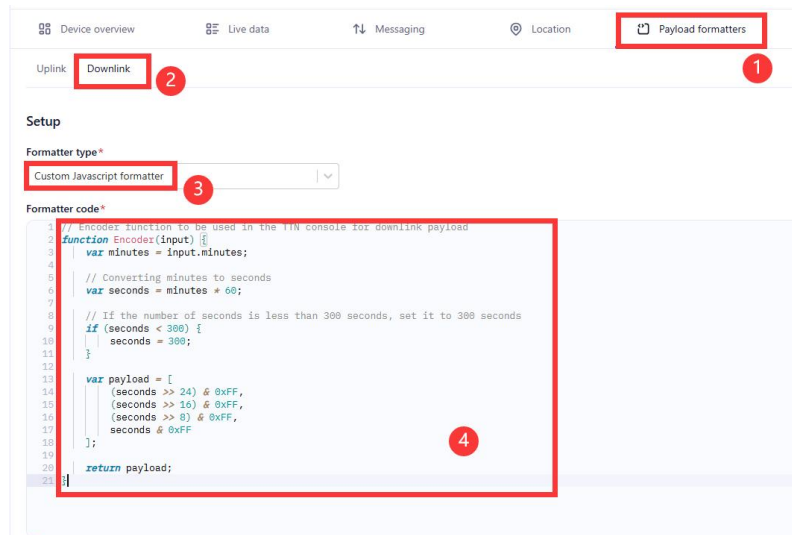 Device overview
Live data
Messaging
Location
Payload formatters
1
Uplink
Downlink
2
Setup
Formatter type*
Custom Javascript formatter
3
Formatter code*
1 // Encoder function to be used in the TTN console for downlink payload
2 function Encoder(input) {
3 var minutes = input.minutes;
4
5 // Converting minutes to seconds
6 var seconds = minutes * 60;
7
8 // If the number of seconds is less than 300 seconds, set it to 300 seconds
9 if (seconds < 300) {
10 seconds = 300;
11 }
12
13 var payload = [
14 (seconds >> 24) & 0xFF,
15 (seconds >> 16) & 0xFF,
16 (seconds >> 8) & 0xFF,
17 seconds & 0xFF
18 ];
19
20 return payload;
21 }
4